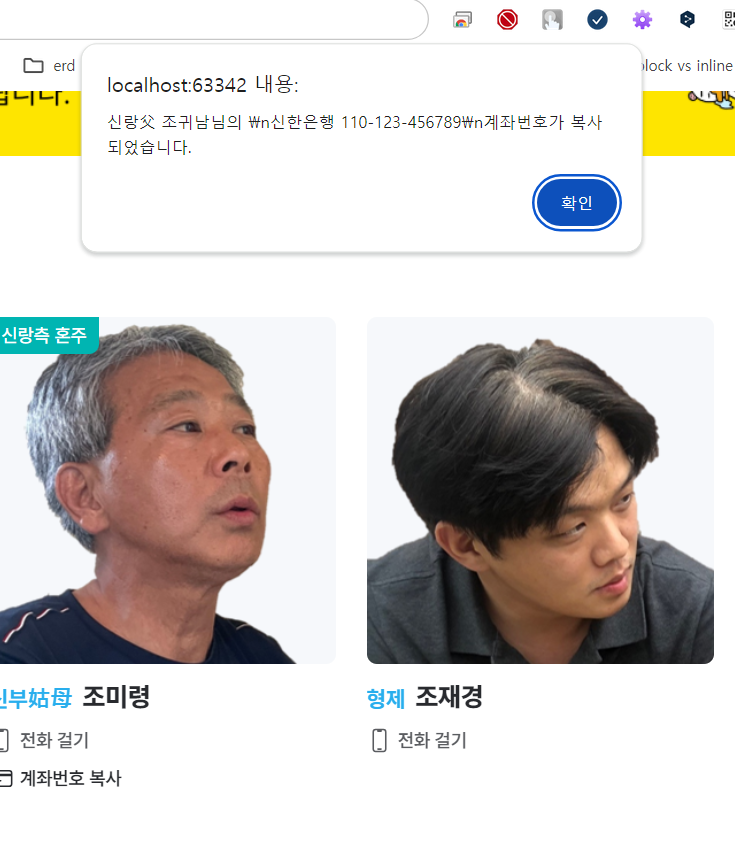 erd
lock vs inline
니다.
localhost:63342 내용:
신랑父 조귀남님의 ₩n신한은행 110-123-456789₩n계좌번호가 복사
되었습니다.
확인
신랑측 혼주
신부姑母 조미령
형제 조재경
전화 걸기
전화 걸기
계좌번호 복사